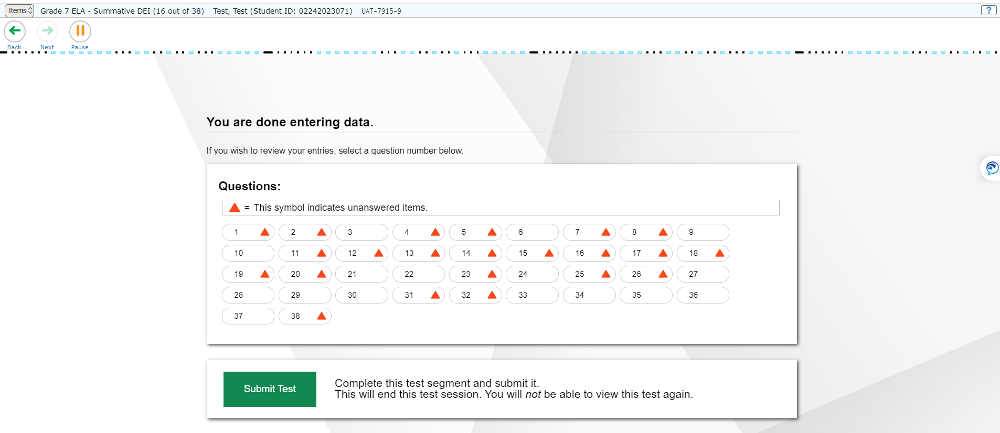 Items Grade 7 ELA - Summative DEI (16 out of 38) Test, Test (Student ID: 02242023071) UAT-7915-9 ?
Back Next Pause
You are done entering data.
If you wish to review your entries, select a question number below.
Questions:
= This symbol indicates unanswered items.
1 2 3 4 5 6 7 8 9
10 11 12 13 14 15 16 17 18
19 20 21 22 23 24 25 26 27
28 29 30 31 32 33 34 35 36
37 38
Submit Test
Complete this test segment and submit it.
This will end this test session. You will not be able to view this test again.